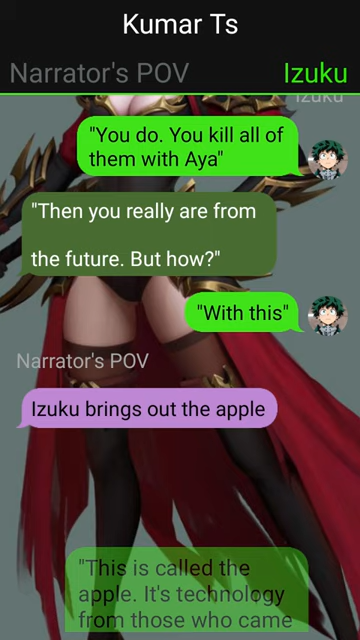 Kumar Ts
Narrator's POV
Izuku
Izuku
"You do. You kill all of
them with Aya"
"Then you really are from
the future. But how?"
"With this"
Narrator's POV
Izuku brings out the apple
"This is called the
apple. It's technology
from those who came